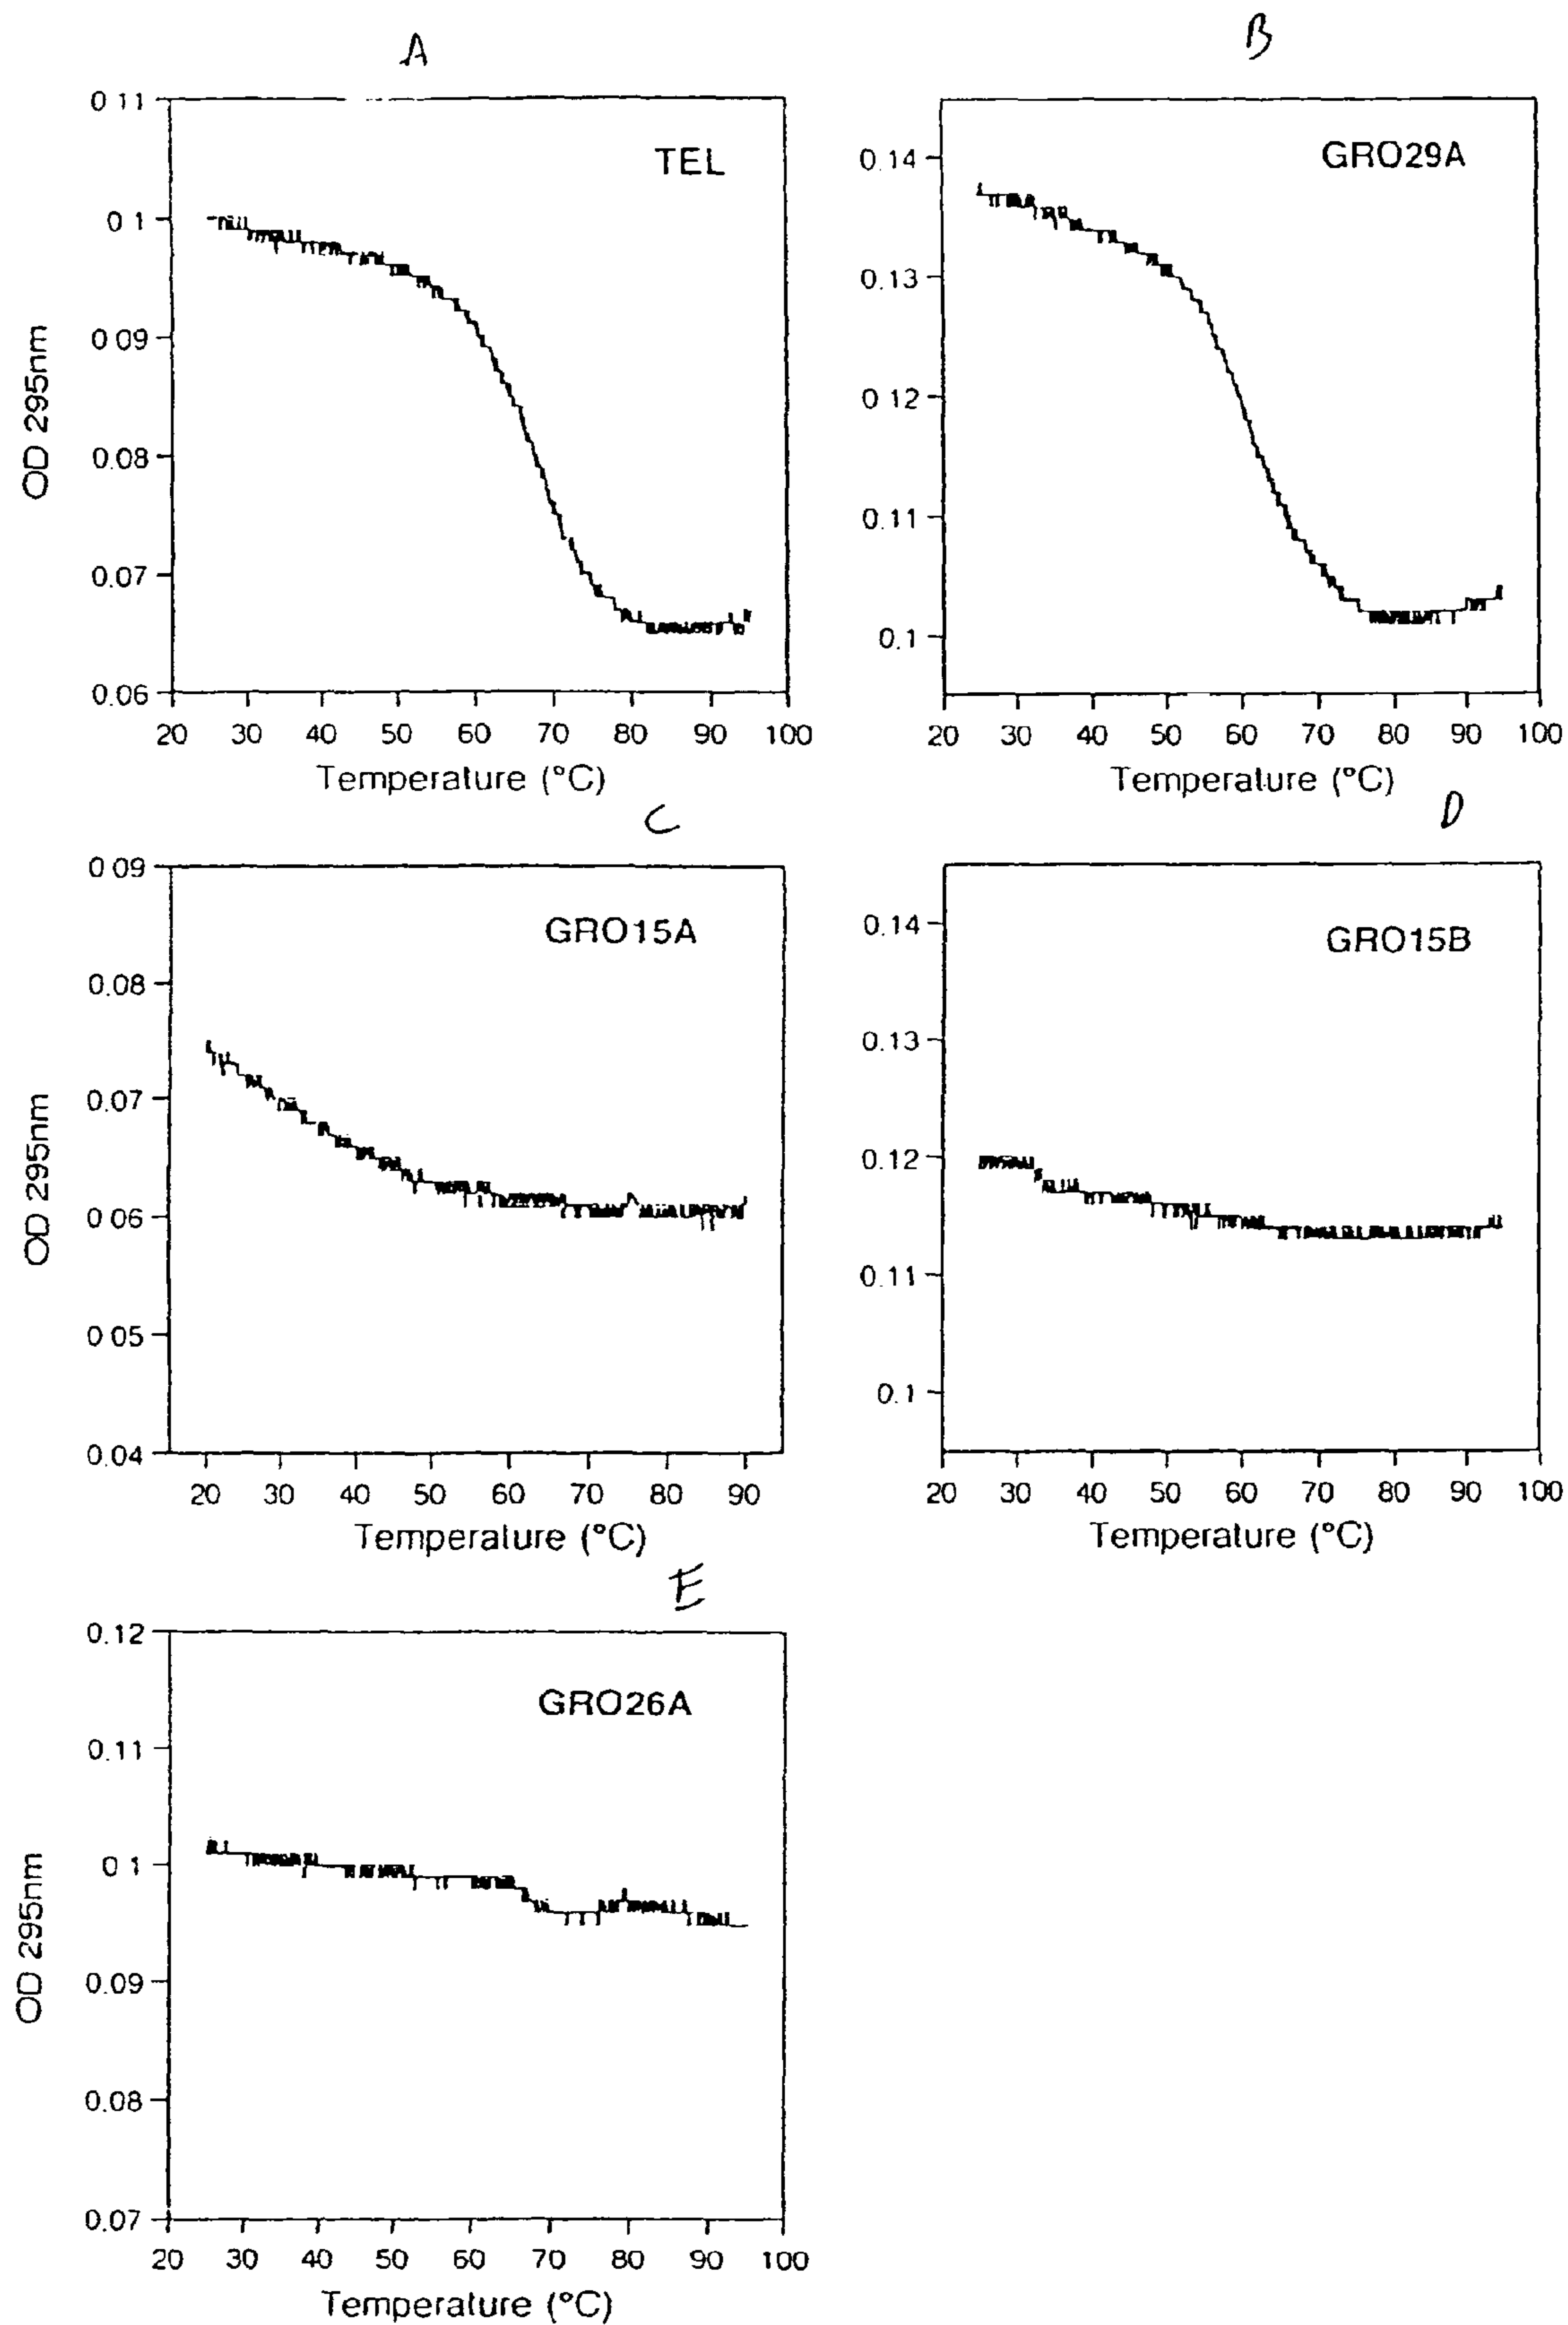 A
B
0 11
TEL
0 1
0 09
0.08
0.07
0.06
OD 295nm
20 30 40 50 60 70 80 90 100
Temperature (°C)
GRO29A
0.14
0.13
0 12
0.11
0.1
20 30 40 50 60 70 80 90 100
Temperature (°C)
C
D
0 09
GRO15A
0.08
0.07
0 06
0 05
0.04
OD 295nm
20 30 40 50 60 70 80 90
Temperature (°C)
GRO15B
0.14
0.13
0.12
0.11
0.1
20 30 40 50 60 70 80 90 100
Temperature (°C)
E
0.12
GRO26A
0.11
0 1
0.09
0.08
0.07
OD 295nm
20 30 40 50 60 70 80 90 100
Temperature (°C)